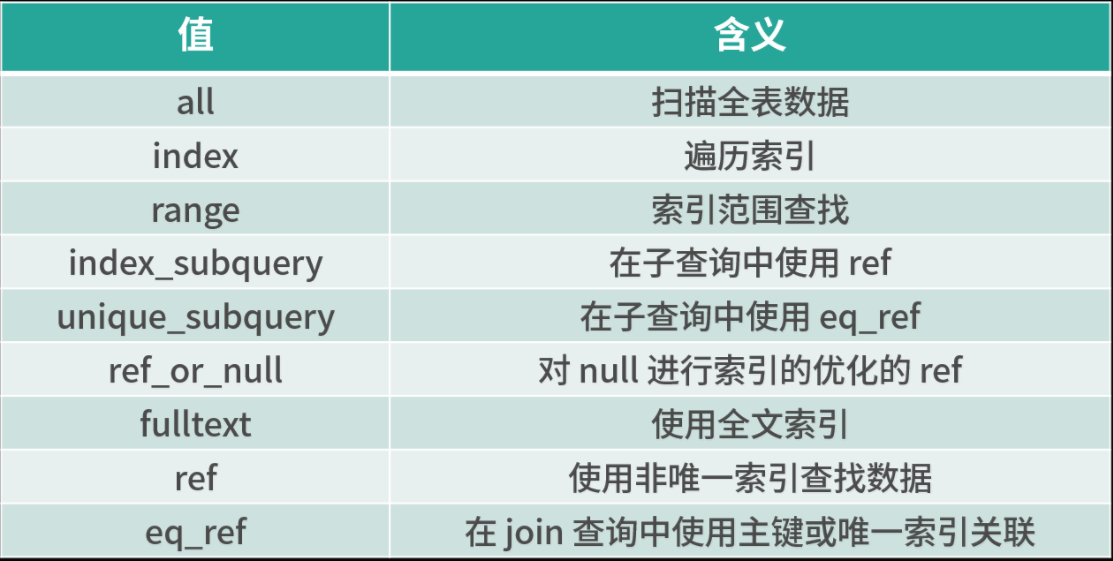 值 含义
all 扫描全表数据
index 遍历索引
range 索引范围查找
index_subquery 在子查询中使用 ref
unique_subquery 在子查询中使用 eq_ref
ref_or_null 对 null 进行索引的优化的 ref
fulltext 使用全文索引
ref 使用非唯一索引查找数据
eq_ref 在 join 查询中使用主键或唯一索引关联